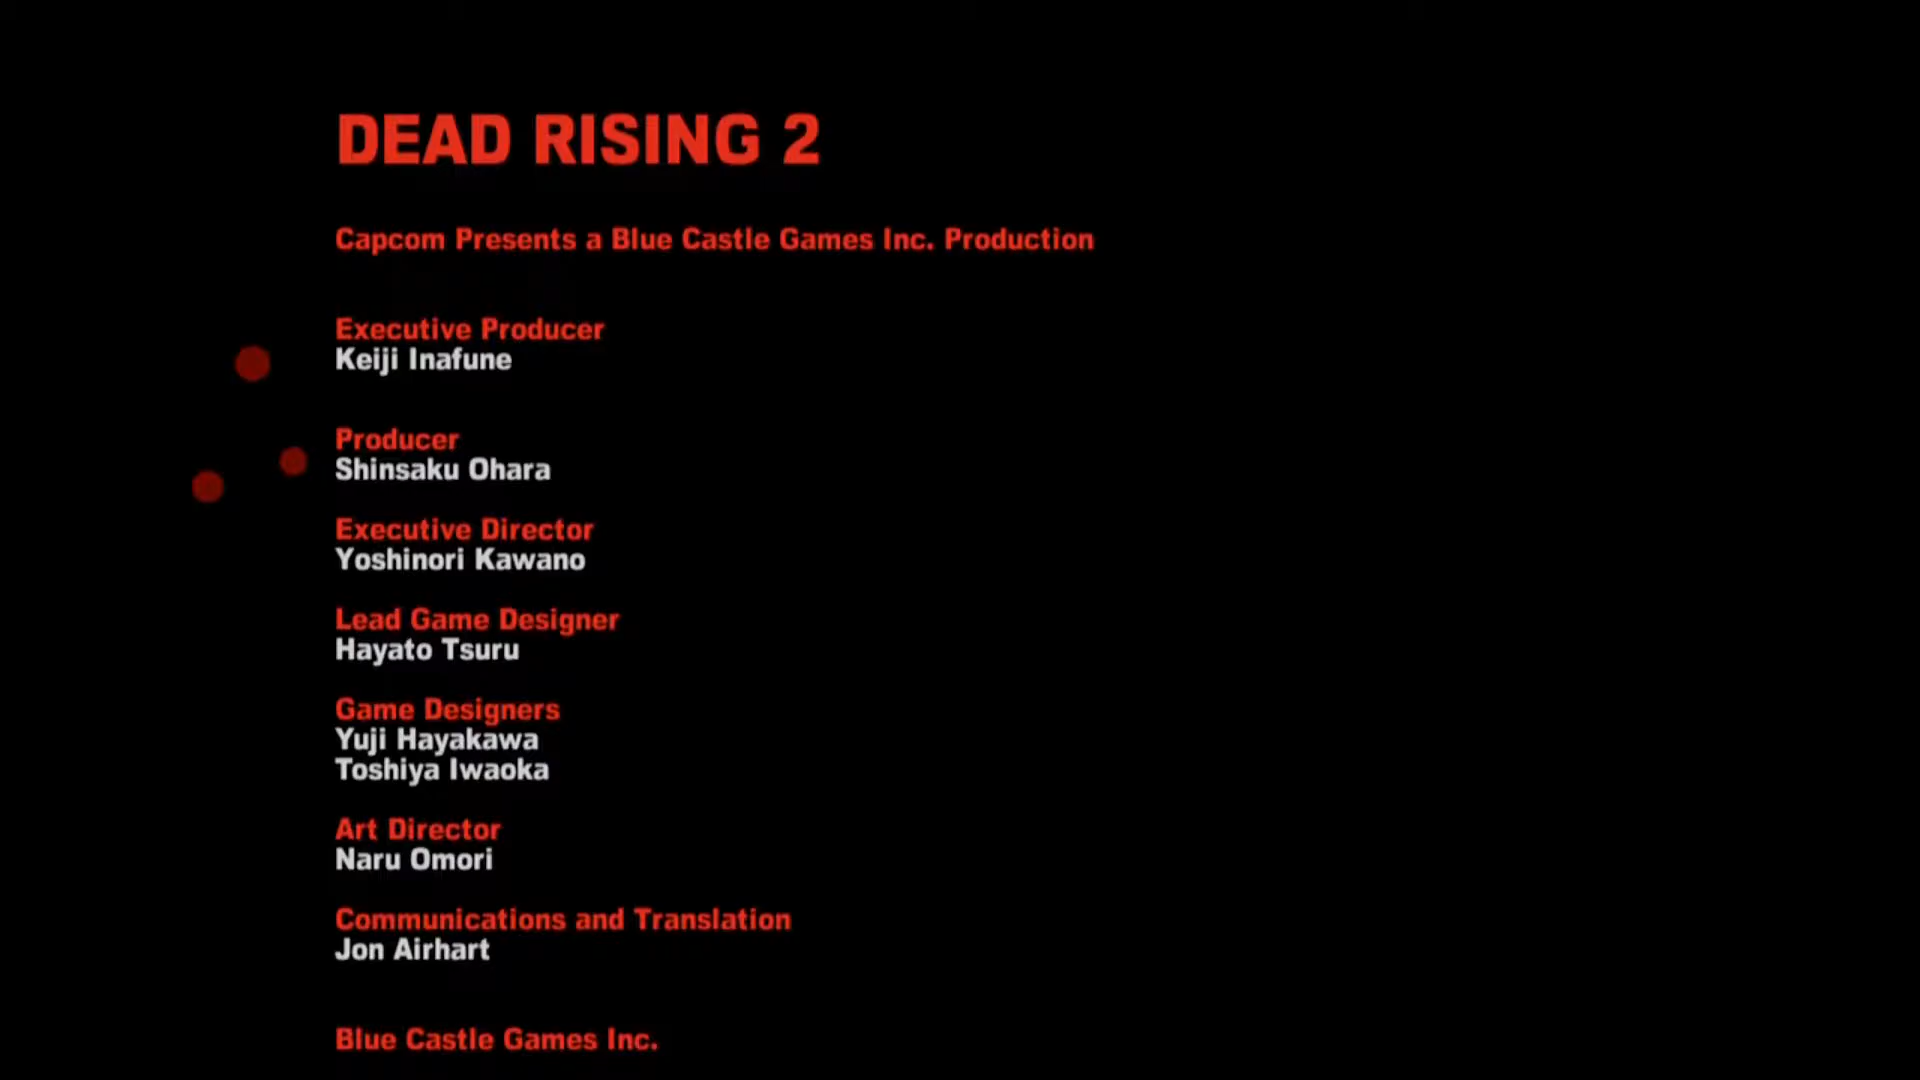 DEAD RISING 2
Capcom Presents a Blue Castle Games Inc. Production
Executive Producer
Keiji Inafune
Producer
Shinsaku Ohara
Executive Director
Yoshinori Kawano
Lead Game Designer
Hayato Tsuru
Game Designers
Yuji Hayakawa
Toshiya Iwaoka
Art Director
Naru Omori
Communications and Translation
Jon Airhart
Blue Castle Games Inc.